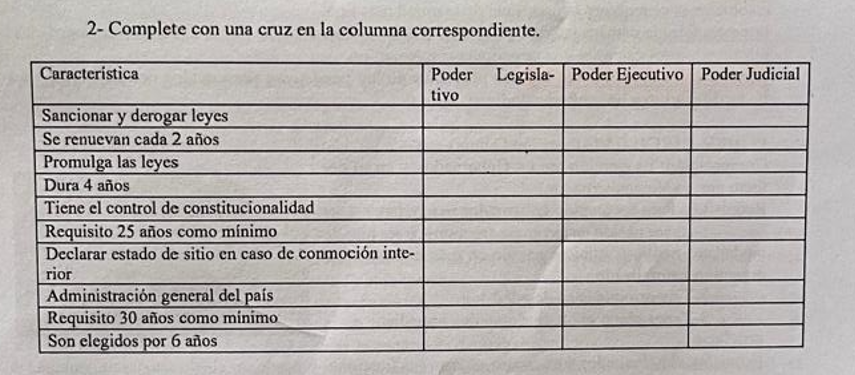 2- Complete con una cruz en la columna correspondiente.
Característica Poder Legisla- Poder Ejecutivo Poder Judicial
tivo
Sancionar y derogar leyes
Se renuevan cada 2 años
Promulga las leyes
Dura 4 años
Tiene el control de constitucionalidad
Requisito 25 años como mínimo
Declarar estado de sitio en caso de conmoción inte-
rior
Administración general del país
Requisito 30 años como mínimo
Son elegidos por 6 años